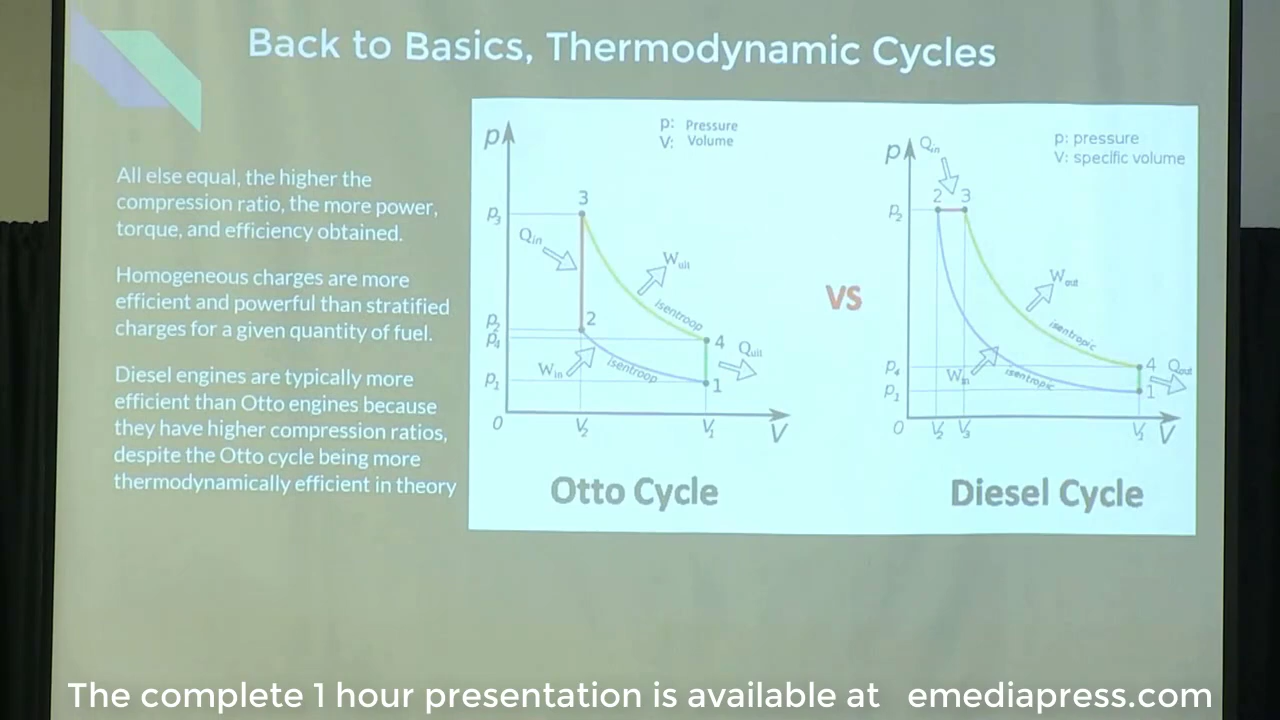 Back to Basics, Thermodynamic Cycles
All else equal, the higher the
compression ratio, the more power,
torque, and efficiency obtained.
Homogeneous charges are more
efficient and powerful than stratified
charges for a given quantity of fuel.
Diesel engines are typically more
efficient than Otto engines because
they have higher compression ratios,
despite the Otto cycle being more
thermodynamically efficient in theory
p
p: Pressure
V: Volume
3
p3
Qin
Wuit
isentroop
2
p2
p4
4
Quit
Win
isentroop
p1
1
0
V2
V1
V
Otto Cycle
VS
p
Qin
p: pressure
V: specific volume
2 3
p2
Wout
isentropic
p4
4
Qout
Win
isentropic
p1
1
0
V2
V3
V1
V
Diesel Cycle
The complete 1 hour presentation is available at emediapress.com